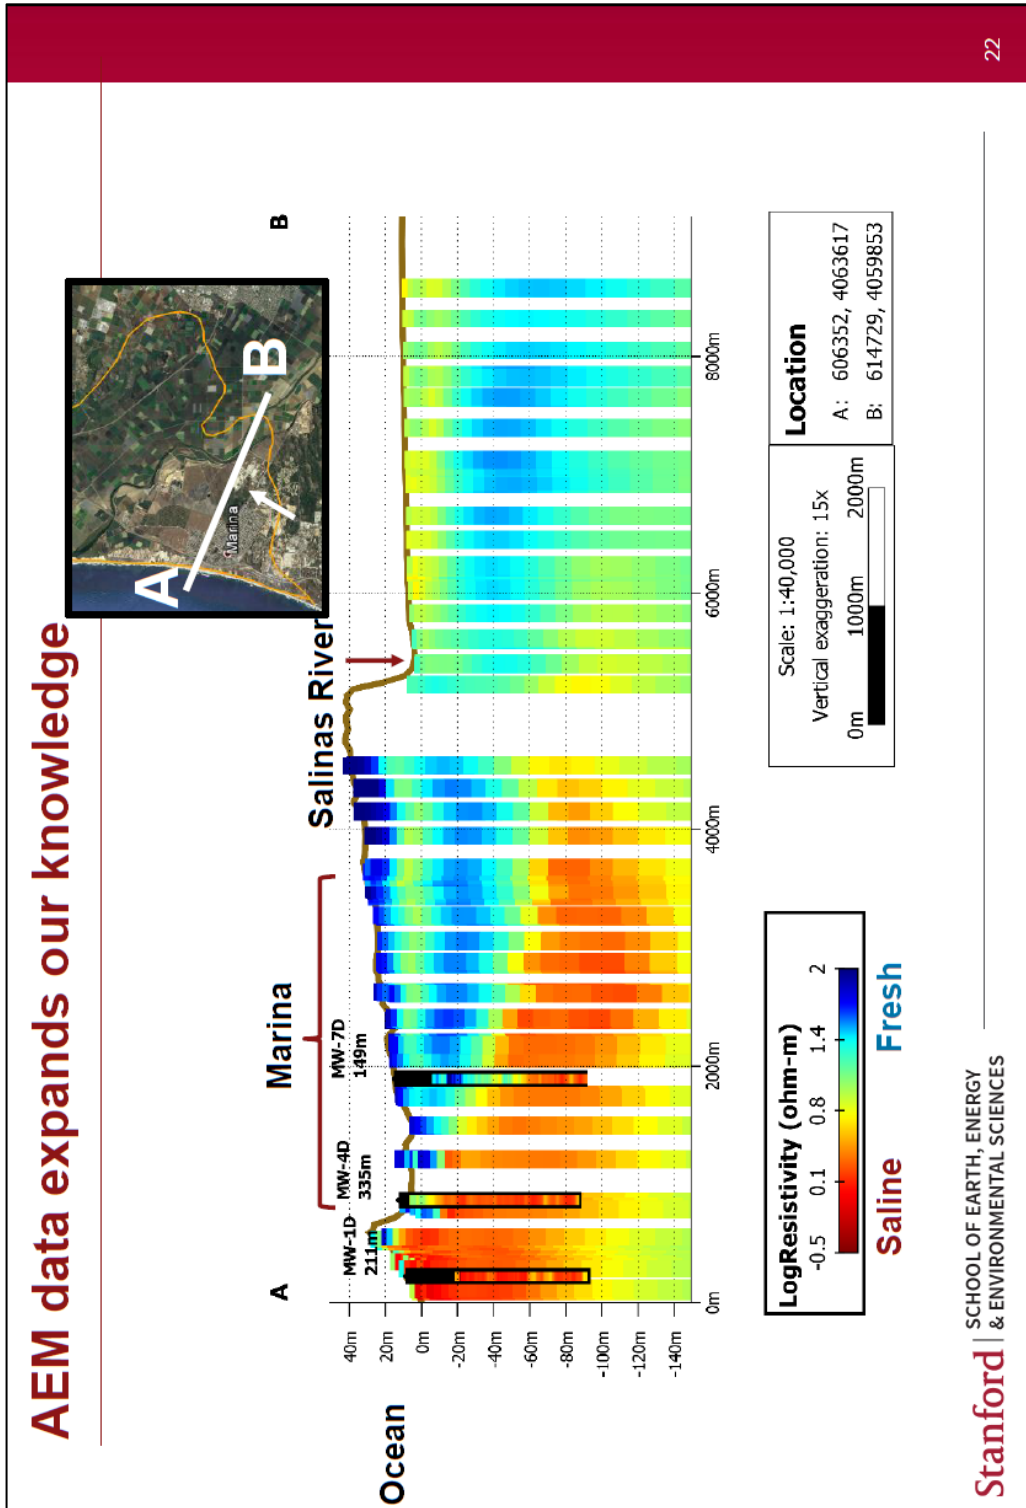 AEM data expands our knowledge
A
B
Marina
Marina
Salinas River
A
B
MW-1D
211m
MW-4D
335m
MW-7D
149m
Ocean
40m
20m
0m
-20m
-40m
-60m
-80m
-100m
-120m
-140m
0m
2000m
4000m
6000m
8000m
LogResistivity (ohm-m)
-0.5
0.1
0.8
1.4
2
Saline
Fresh
Scale: 1:40,000
Vertical exaggeration: 15x
0m
1000m
2000m
Location
A: 606352, 4063617
B: 614729, 4059853
Stanford
SCHOOL OF EARTH, ENERGY
& ENVIRONMENTAL SCIENCES
22